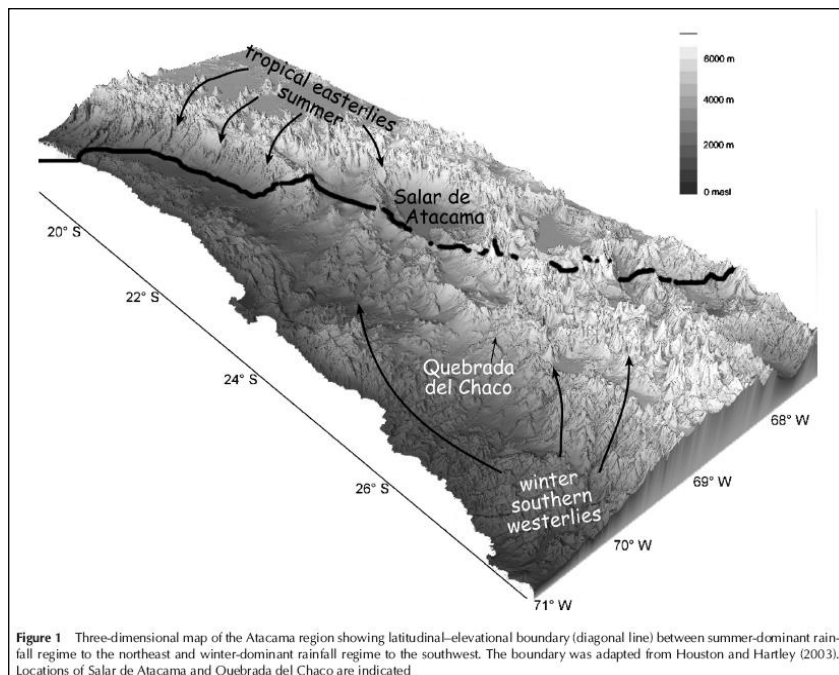 tropical easterlies
summer
6000 m
4000 m
2000 m
0 masl
Salar de
Atacama
20° S
22° S
24° S
26° S
Quebrada
del Chaco
winter
southern
westerlies
68° W
69° W
70° W
71° W
Figure 1 Three-dimensional map of the Atacama region showing latitudinal–elevational boundary (diagonal line) between summer-dominant rain-
fall regime to the northeast and winter-dominant rainfall regime to the southwest. The boundary was adapted from Houston and Hartley (2003).
Locations of Salar de Atacama and Quebrada del Chaco are indicated